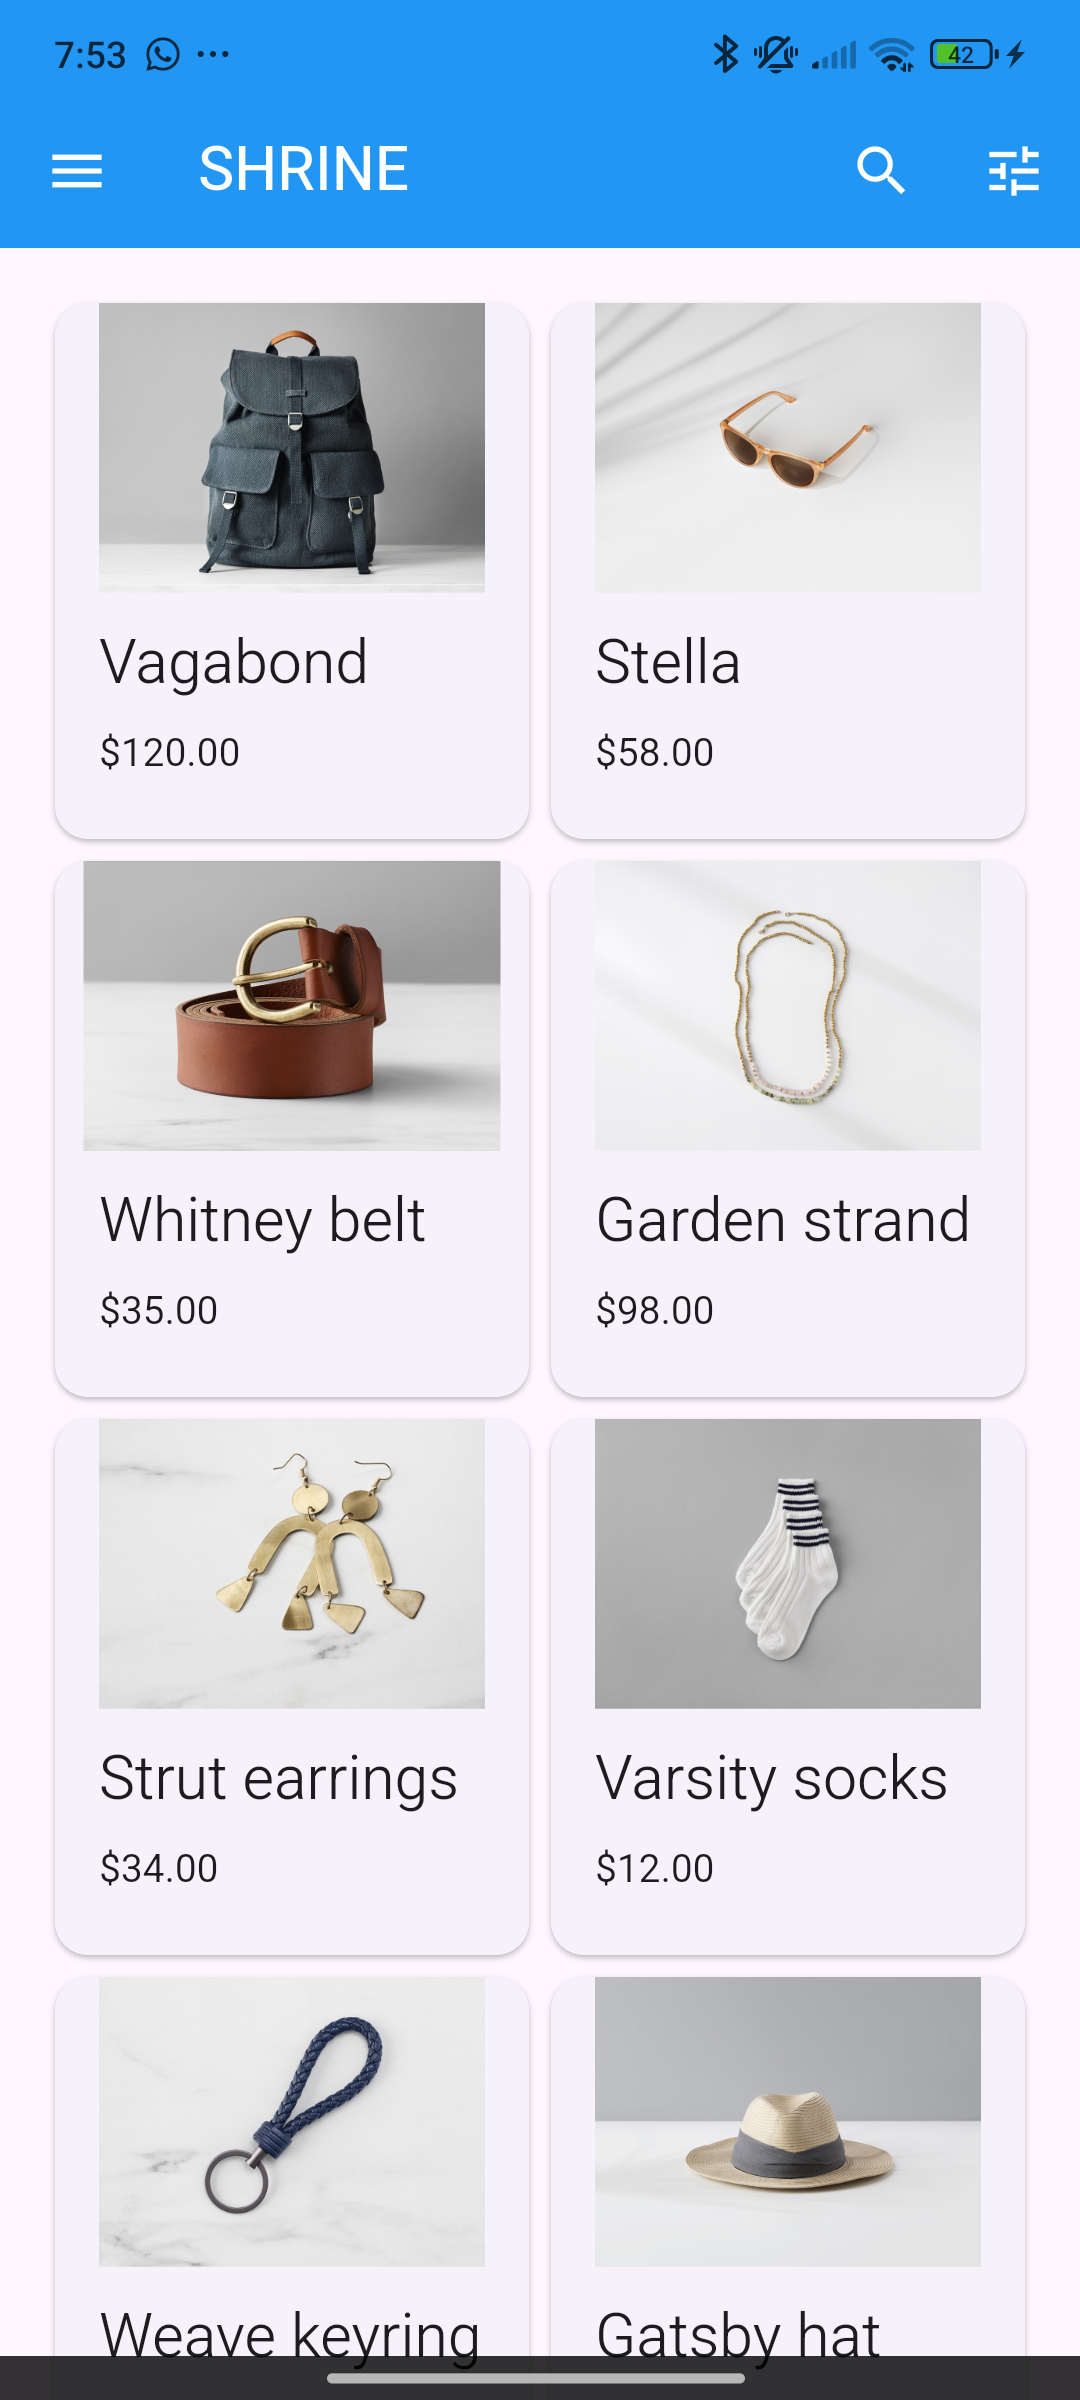 7:53
42
SHRINE
Vagabond
$120.00
Stella
$58.00
Whitney belt
$35.00
Garden strand
$98.00
Strut earrings
$34.00
Varsity socks
$12.00
Weave keyring
Gatsby hat